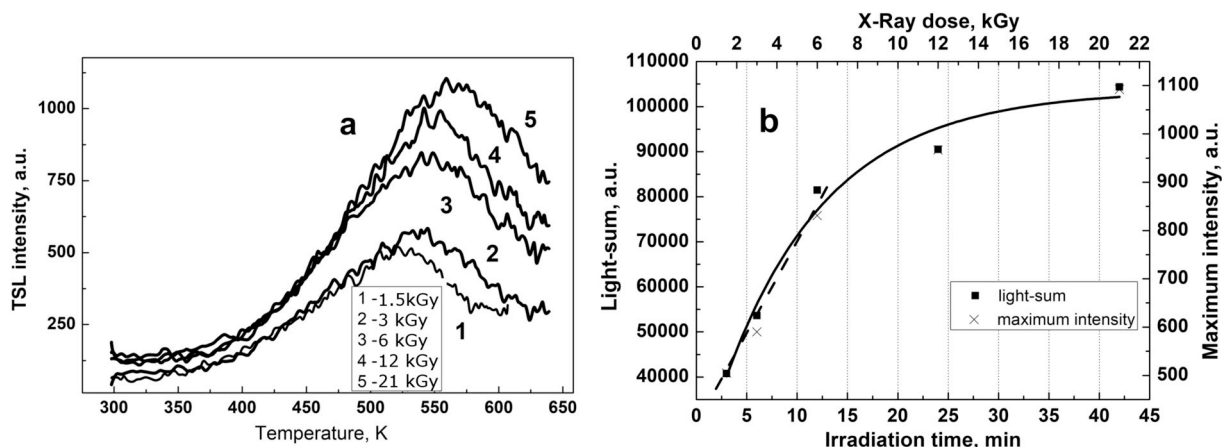 TSL intensity, a.u.
1000
750
500
250
a
5
4
3
2
1
1 -1.5kGy
2 -3 kGy
3 -6 kGy
4 -12 kGy
5 -21 kGy
300 350 400 450 500 550 600 650
Temperature, K
X-Ray dose, kGy
0 2 4 6 8 10 12 14 16 18 20 22
Light-sum, a.u.
100000
90000
80000
70000
60000
50000
40000
b
light-sum
maximum intensity
1100
1000
900
800
700
600
500
Maximum intensity, a.u.
0 5 10 15 20 25 30 35 40 45
Irradiation time, min